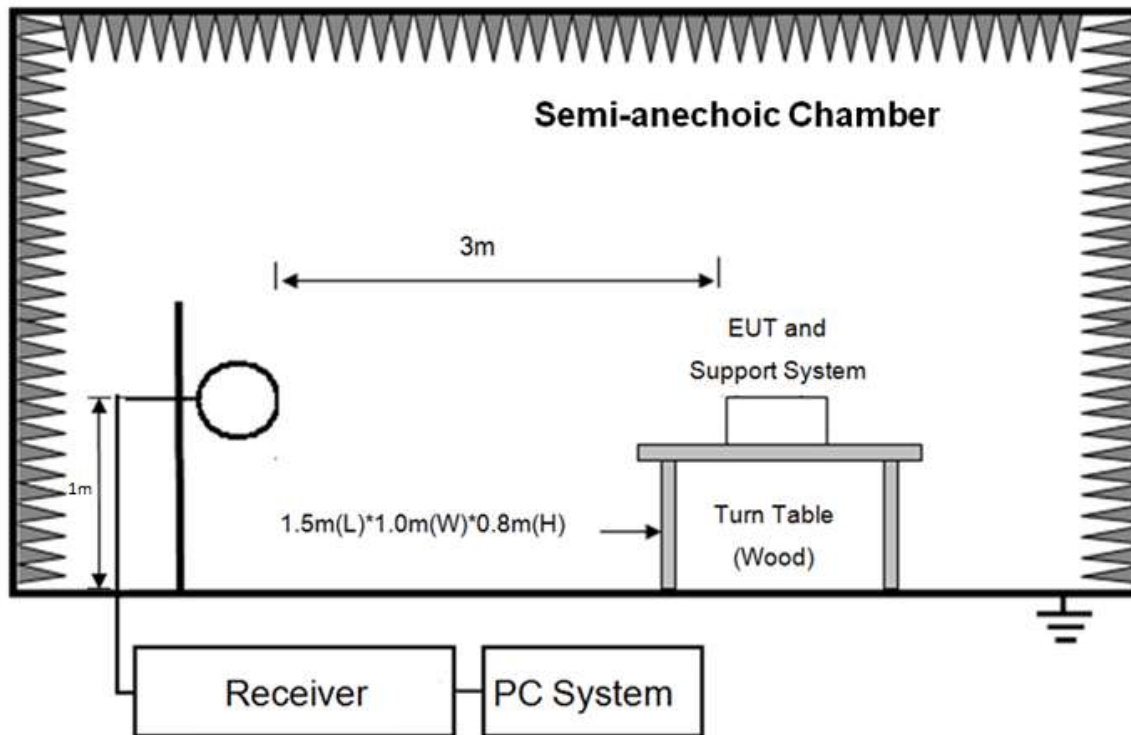 Semi-anechoic Chamber
3m
EUT and
Support System
1m
1.5m(L)*1.0m(W)*0.8m(H)
Turn Table
(Wood)
Receiver
PC System